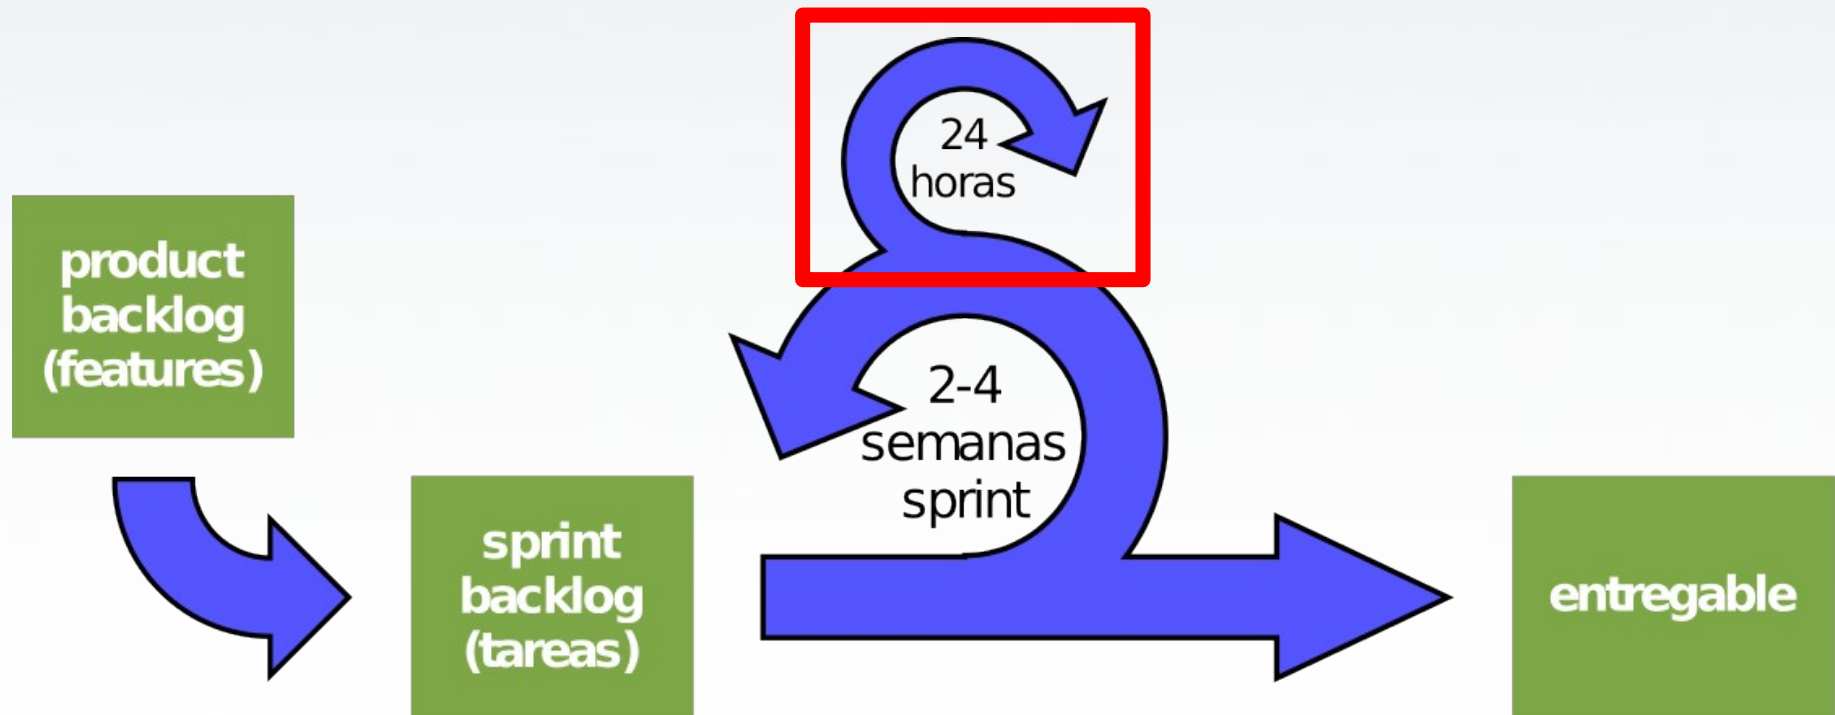 product
backlog
(features)
sprint
backlog
(tareas)
24
horas
2-4
semanas
sprint
entregable